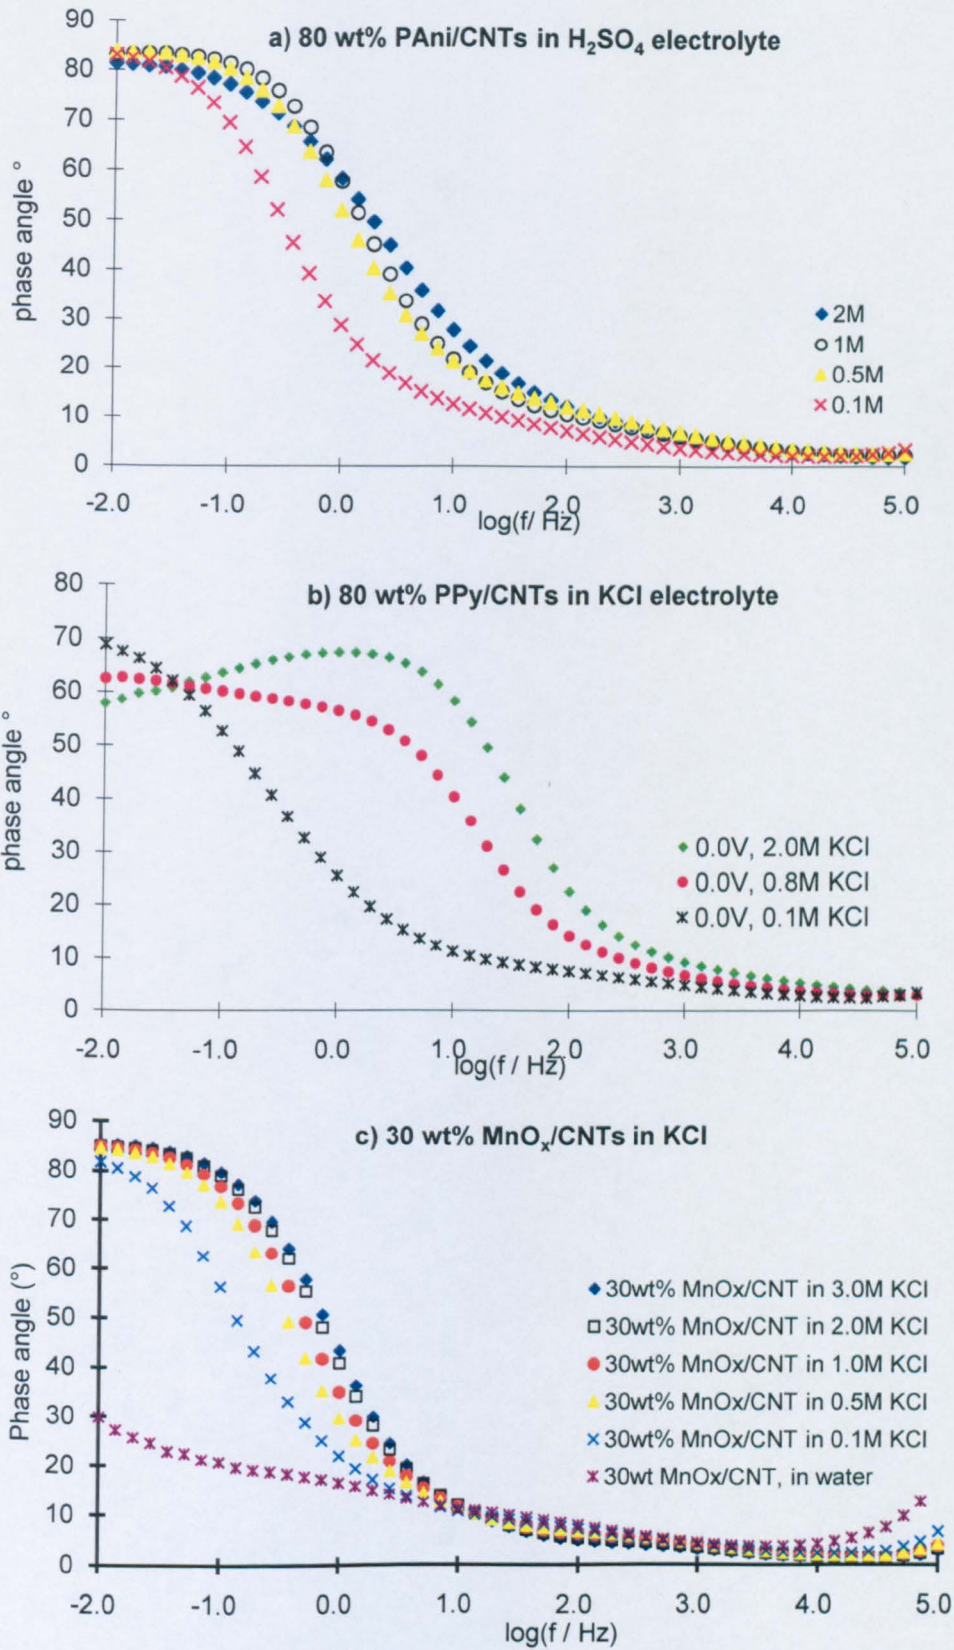 a) 80 wt% PAni/CNTs in H₂SO₄ electrolyte
90
80
70
60
50
40
30
20
10
0
phase angle °
2M
1M
0.5M
0.1M
-2.0 -1.0 0.0 1.0 2.0 3.0 4.0 5.0
log(f/ Hz)
b) 80 wt% PPy/CNTs in KCl electrolyte
80
70
60
50
40
30
20
10
0
phase angle °
0.0V, 2.0M KCl
0.0V, 0.8M KCl
0.0V, 0.1M KCl
-2.0 -1.0 0.0 1.0 2.0 3.0 4.0 5.0
log(f / Hz)
c) 30 wt% MnOₓ/CNTs in KCl
90
80
70
60
50
40
30
20
10
0
Phase angle (°)
30wt% MnOx/CNT in 3.0M KCl
30wt% MnOx/CNT in 2.0M KCl
30wt% MnOx/CNT in 1.0M KCl
30wt% MnOx/CNT in 0.5M KCl
30wt% MnOx/CNT in 0.1M KCl
30wt MnOx/CNT, in water
-2.0 -1.0 0.0 1.0 2.0 3.0 4.0 5.0
log(f / Hz)